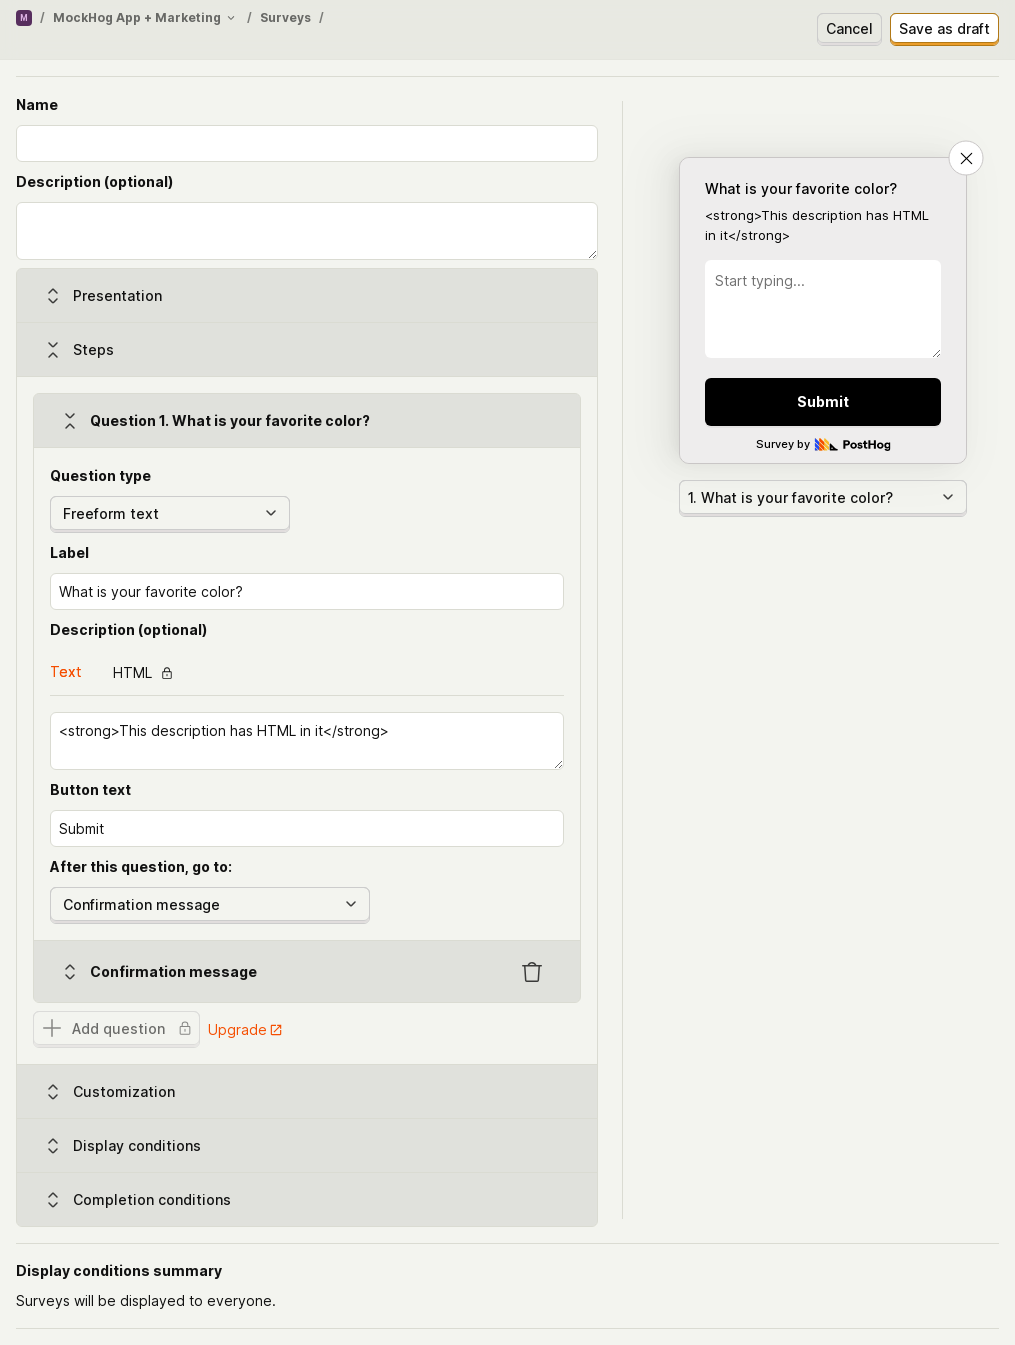 M / MockHog App + Marketing / Surveys /
Cancel
Save as draft
Name
Description (optional)
Presentation
Steps
Question 1. What is your favorite color?
Question type
Freeform text
Label
What is your favorite color?
Description (optional)
Text
HTML
<strong>This description has HTML in it</strong>
Button text
Submit
After this question, go to:
Confirmation message
Confirmation message
Add question
Upgrade
Customization
Display conditions
Completion conditions
What is your favorite color?
<strong>This description has HTML
in it</strong>
Start typing...
Submit
Survey by PostHog
1. What is your favorite color?
Display conditions summary
Surveys will be displayed to everyone.